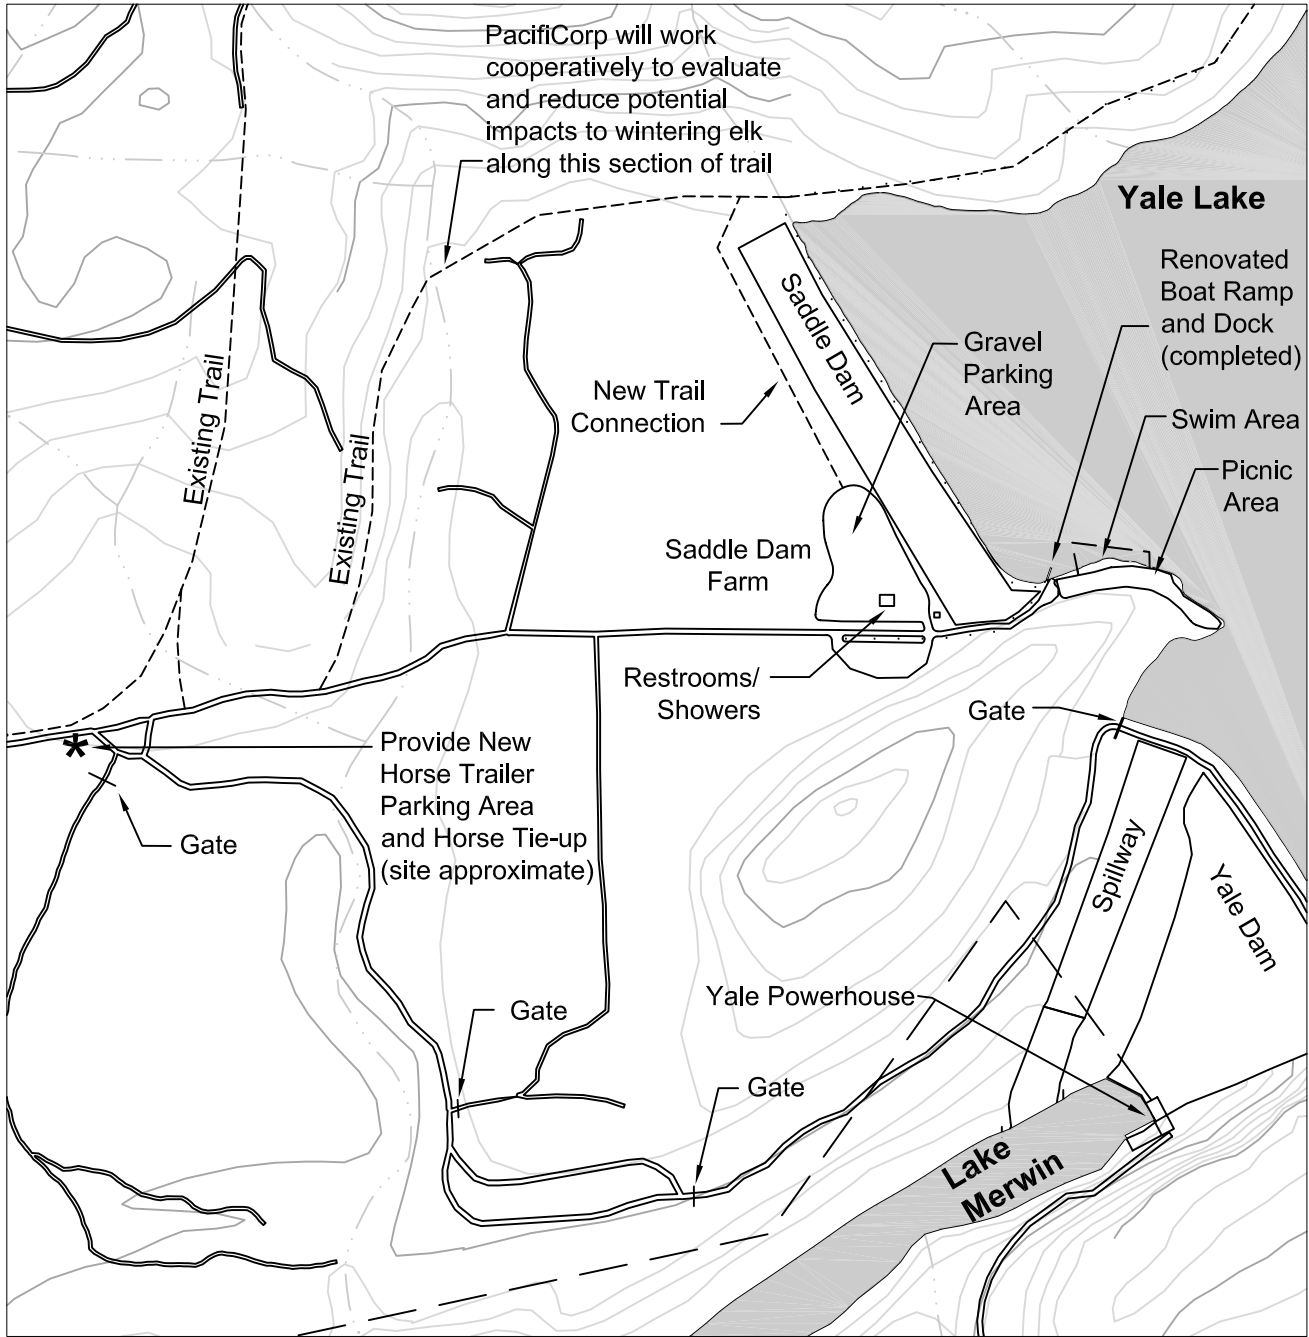 PacifiCorp will work
cooperatively to evaluate
and reduce potential
impacts to wintering elk
along this section of trail
Yale Lake
Renovated
Boat Ramp
and Dock
(completed)
Saddle Dam
Gravel
Parking
Area
Existing Trail
New Trail
Connection
Swim Area
Picnic
Area
Existing Trail
Saddle Dam
Farm
Restrooms/
Showers
Gate
Provide New
Horse Trailer
Parking Area
and Horse Tie-up
(site approximate)
*
Gate
Spillway
Yale Dam
Yale Powerhouse
Gate
Gate
Lake
Merwin